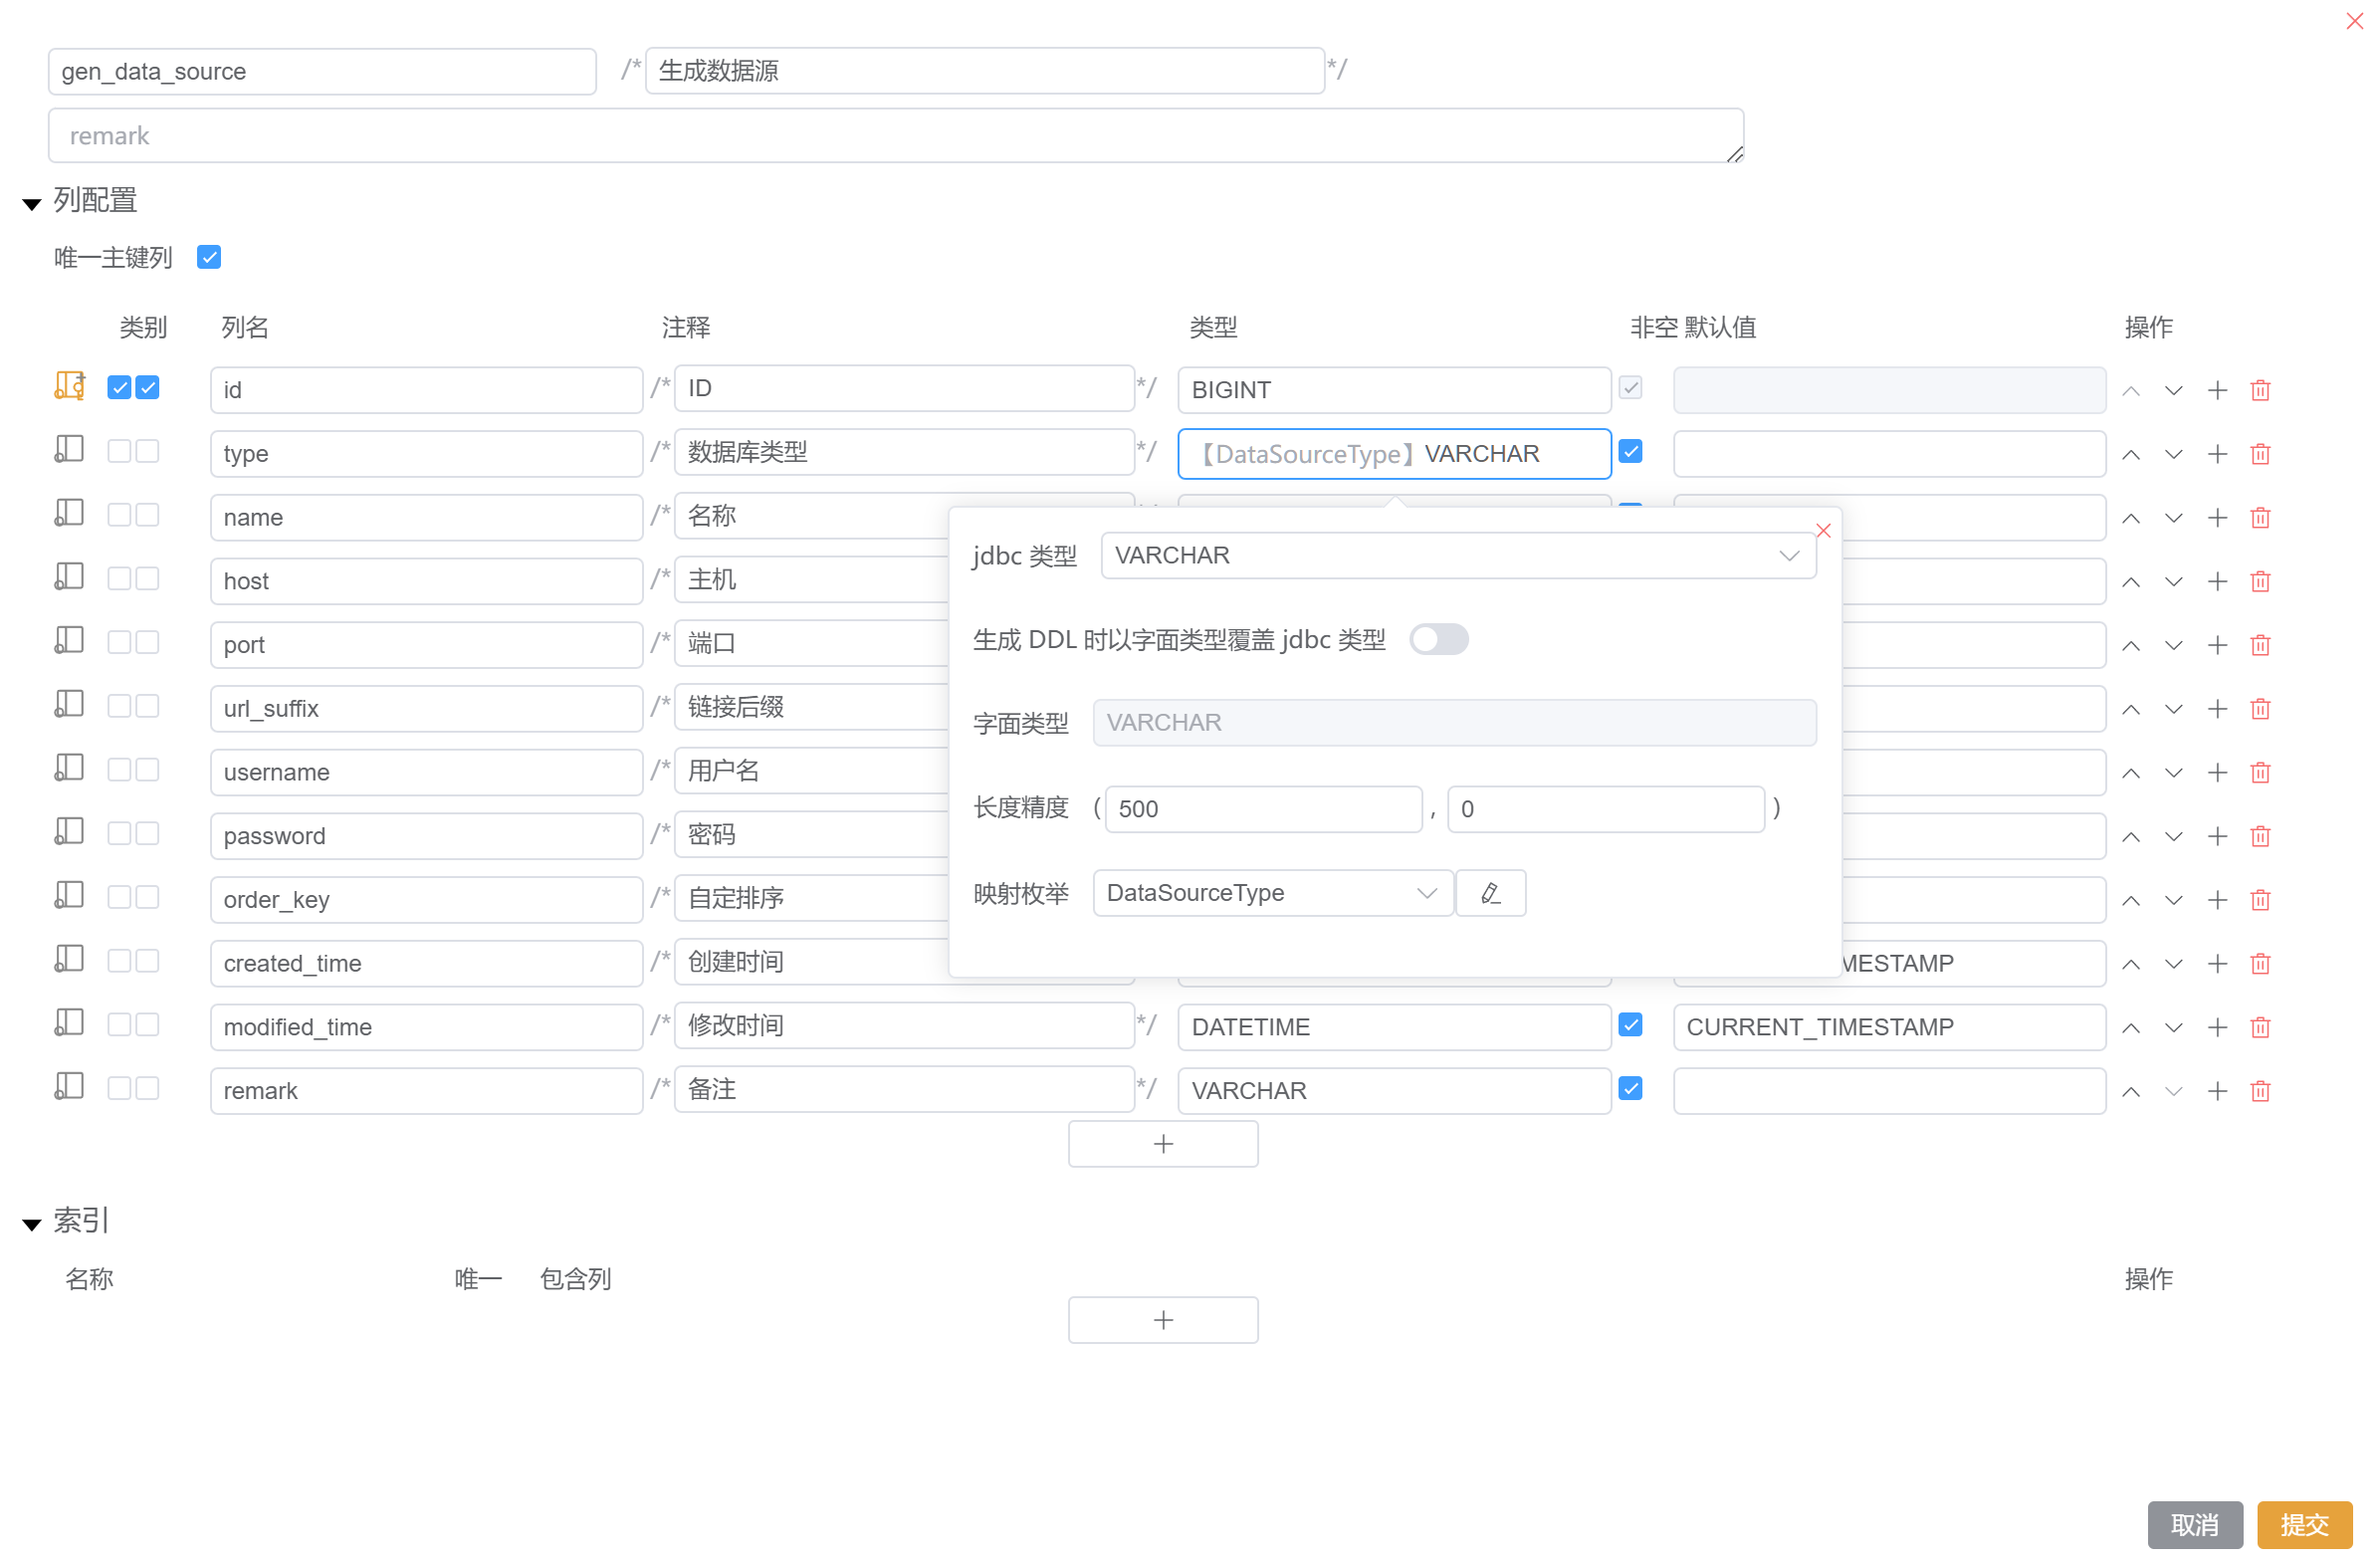 gen_data_source /* 生成数据源 */
remark
列配置
唯一主键列
类别 列名 注释 类型 非空 默认值 操作
id /* ID */ BIGINT
type /* 数据库类型 */ 【DataSourceType】VARCHAR
name /* 名称
jdbc 类型 VARCHAR
host /* 主机
生成 DDL 时以字面类型覆盖 jdbc 类型
port /* 端口
url_suffix /* 链接后缀
字面类型 VARCHAR
username /* 用户名
长度精度 ( 500 , 0 )
password /* 密码
映射枚举 DataSourceType
order_key /* 自定排序
created_time /* 创建时间 MESTAMP
modified_time /* 修改时间 */ DATETIME CURRENT_TIMESTAMP
remark /* 备注 */ VARCHAR
索引
名称 唯一 包含列 操作
取消 提交